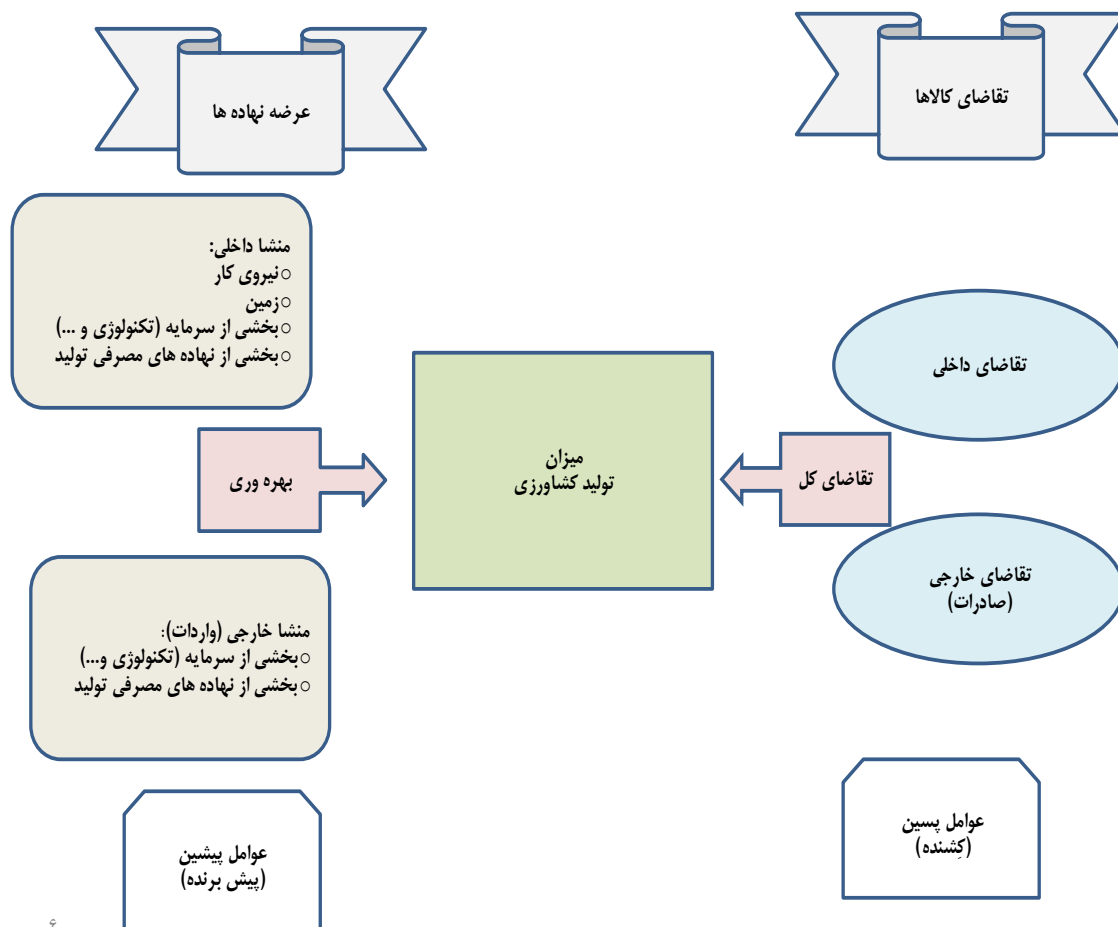 تقاضای کالاها
عرضه نهاده ها
منشا داخلی:
○نیروی کار
○زمین
○بخشی از سرمایه (تکنولوژی و ...)
○بخشی از نهاده های مصرفی تولید
تقاضای داخلی
میزان
تولید کشاورزی
تقاضای کل
بهره وری
تقاضای خارجی
(صادرات)
منشا خارجی (واردات):
○بخشی از سرمایه (تکنولوژی و...)
○بخشی از نهاده های مصرفی تولید
عوامل پسین
(کِشنده)
عوامل پیشین
(پیش برنده)
۶